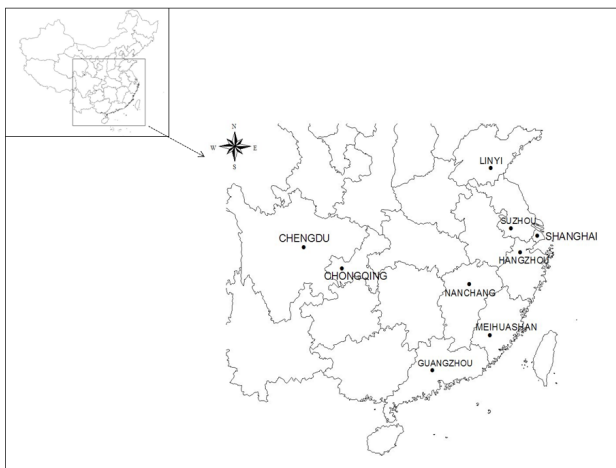 N
W E
S
LINYI
SUZHOU
SHANGHAI
CHENGDU
HANGZHOU
CHONGQING
NANCHANG
MEIHUASHAN
GUANGZHOU